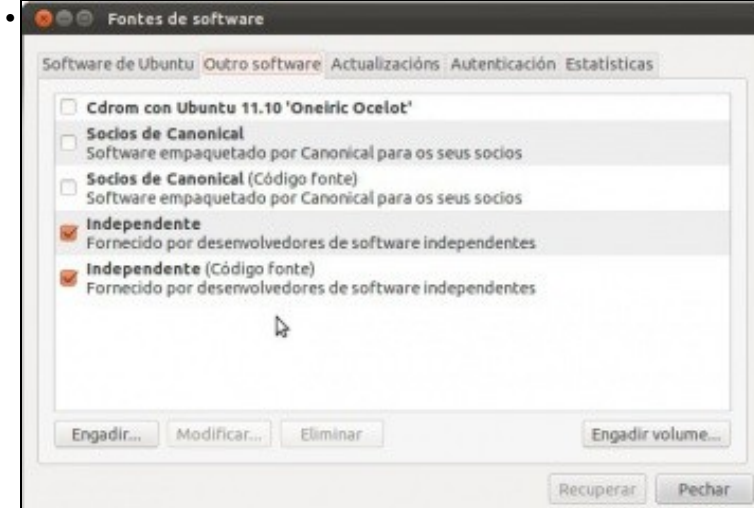 Fontes de software
Software de Ubuntu Outro software Actualizacións Autenticación Estatísticas
Cdrom con Ubuntu 11.10 'Oneiric Ocelot'
Socios de Canonical
Software empaquetado por Canonical para os seus socios
Socios de Canonical (Código fonte)
Software empaquetado por Canonical para os seus socios
Independente
Fornecido por desenvolvedores de software independentes
Independente (Código fonte)
Fornecido por desenvolvedores de software independentes
Engadir... Modificar... Eliminar Engadir volume...
Recuperar Pechar